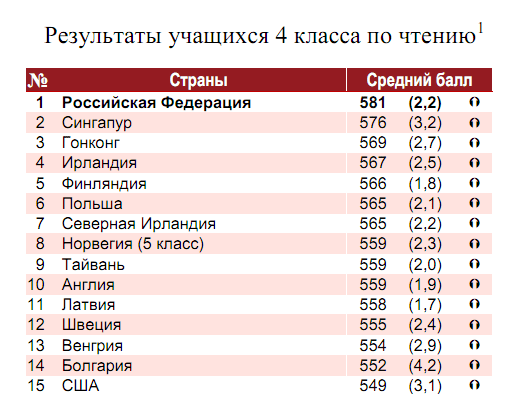 Результаты учащихся 4 класса по чтению1
№ Страны Средний балл
1 Российская Федерация 581 (2,2)
2 Сингапур 576 (3,2)
3 Гонконг 569 (2,7)
4 Ирландия 567 (2,5)
5 Финляндия 566 (1,8)
6 Польша 565 (2,1)
7 Северная Ирландия 565 (2,2)
8 Норвегия (5 класс) 559 (2,3)
9 Тайвань 559 (2,0)
10 Англия 559 (1,9)
11 Латвия 558 (1,7)
12 Швеция 555 (2,4)
13 Венгрия 554 (2,9)
14 Болгария 552 (4,2)
15 США 549 (3,1)